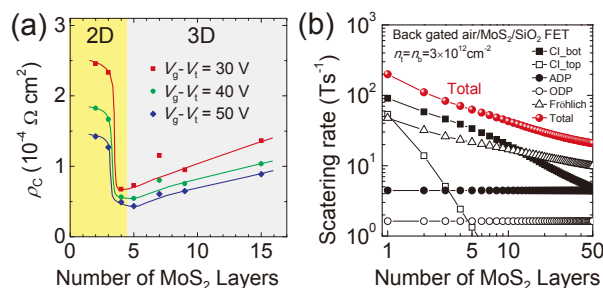 (a)
2D
3D
Vg-Vt = 30 V
Vg-Vt = 40 V
Vg-Vt = 50 V
ρC (10⁻⁴ Ω cm²)
3
2
1
0
0
5
10
15
Number of MoS₂ Layers
(b)
Back gated air/MoS₂/SiO₂ FET
nt=nb=3×10¹²cm⁻²
Total
CI_bot
CI_top
ADP
ODP
Fröhlich
Total
Scatering rate (Ts⁻¹)
10³
10²
10¹
10⁰
1
10
50
Number of MoS₂ Layers